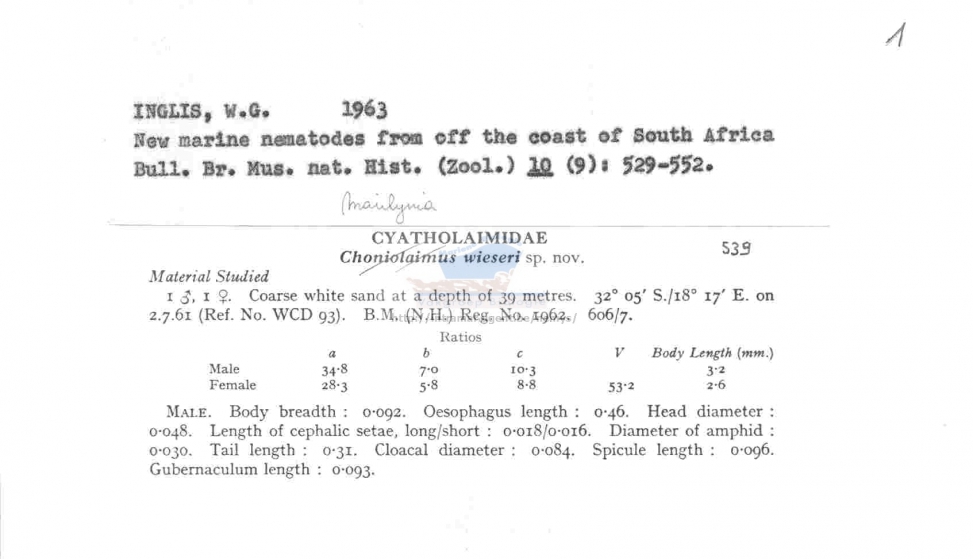 1
INGLIS, W.G. 1963
New marine nematodes from off the coast of South Africa
Bull. Br. Mus. nat. Hist. (Zool.) 10 (9): 529-552.
Marilynia
CYATHOLAIMIDAE
539
Choniolaimus wieseri sp. nov.
Material Studied
1 ♂, 1 ♀. Coarse white sand at a depth of 39 metres. 32° 05′ S./18° 17′ E. on
2.7.61 (Ref. No. WCD 93). B.M. (N.H.) Reg. No. 1962. 606/7.
Ratios
a b c V Body Length (mm.)
Male 34·8 7·0 10·3 3·2
Female 28·3 5·8 8·8 53·2 2·6
MALE. Body breadth : 0·092. Oesophagus length : 0·46. Head diameter :
0·048. Length of cephalic setae, long/short : 0·018/0·016. Diameter of amphid :
0·030. Tail length : 0·31. Cloacal diameter : 0·084. Spicule length : 0·096.
Gubernaculum length : 0·093.